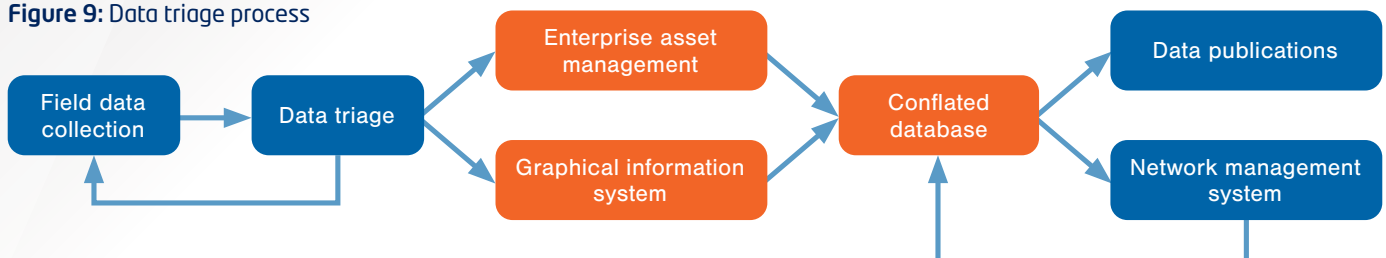 Figure 9: Data triage process
Field data
collection
Data triage
Enterprise asset
management
Graphical information
system
Conflated
database
Data publications
Network management
system